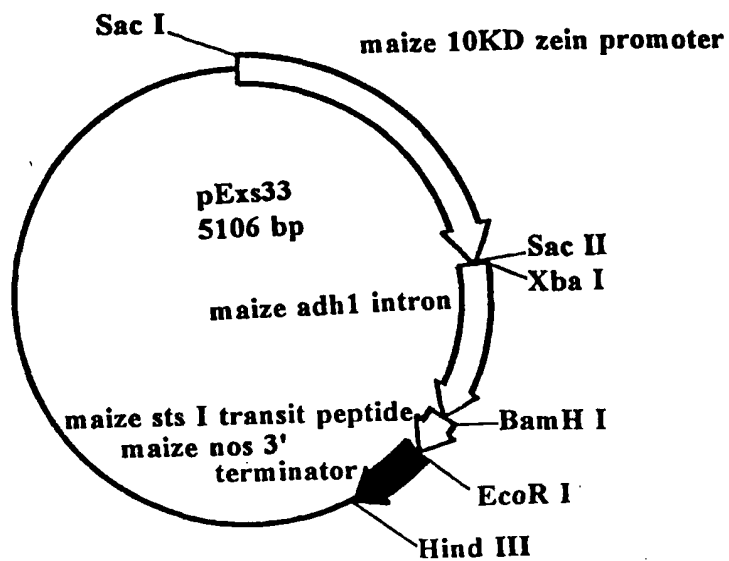 Sac I
maize 10KD zein promoter
pExs33
5106 bp
Sac II
Xba I
maize adh1 intron
maize sts I transit peptide
BamH I
maize nos 3'
terminator
EcoR I
Hind III